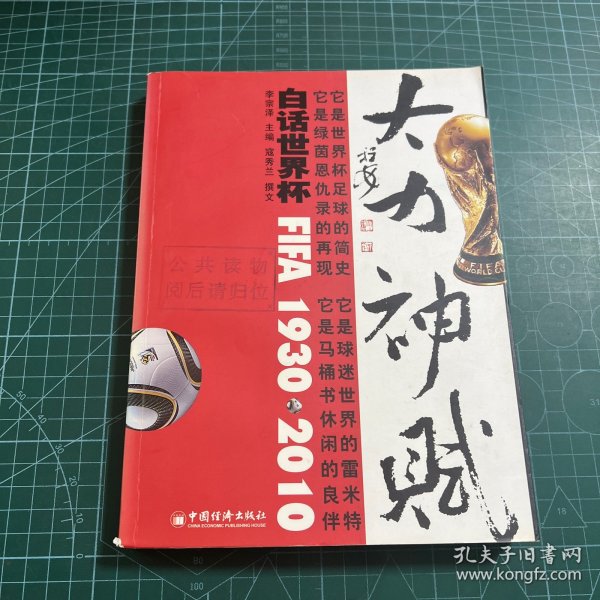 大力神赋
它是世界杯足球的简史
它是绿茵恩仇录的再现
它是球迷世界的雷米特
它是马桶书休闲的良伴
白话世界杯
FIFA 1930 2010
李宗泽 主编 寇秀兰 撰文
公共读物
阅后请归位
FIFA
WORLD CUP
中国经济出版社
CHINA ECONOMIC PUBLISHING HOUSE
孔夫子旧书网
www.kongfz.com